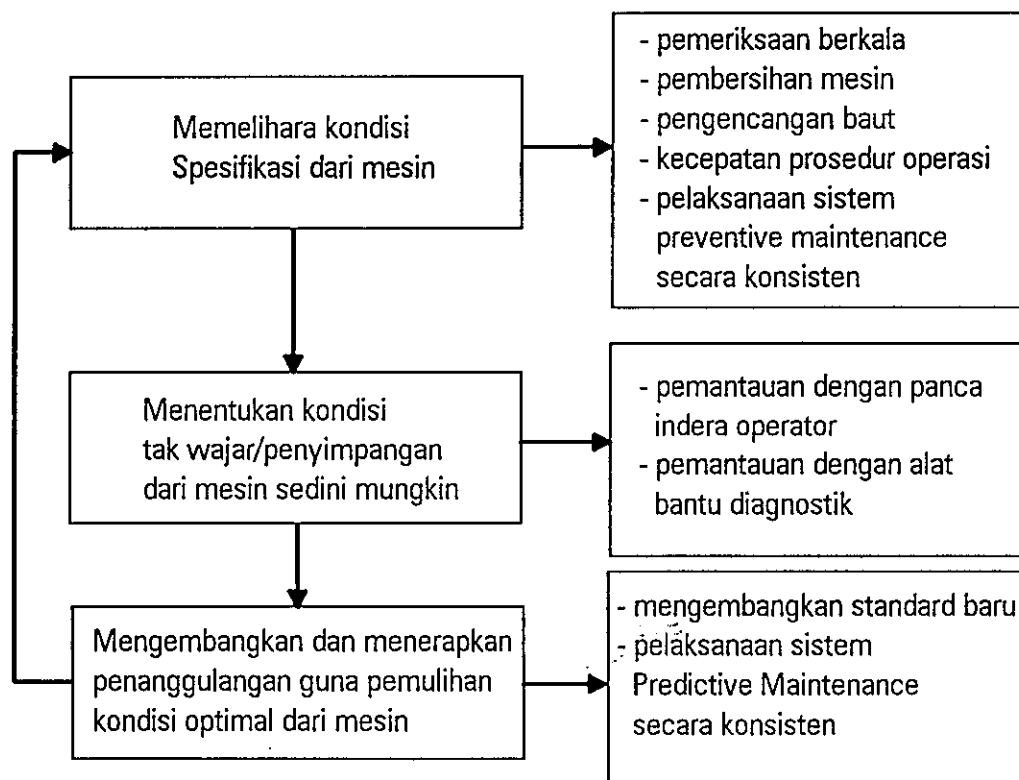 Memelihara kondisi
Spesifikasi dari mesin
- pemeriksaan berkala
- pembersihan mesin
- pengencangan baut
- kecepatan prosedur operasi
- pelaksanaan sistem
preventive maintenance
secara konsisten
Menentukan kondisi
tak wajar/penyimpangan
dari mesin sedini mungkin
- pemantauan dengan panca
indera operator
- pemantauan dengan alat
bantu diagnostik
Mengembangkan dan menerapkan
penanggulangan guna pemulihan
kondisi optimal dari mesin
- mengembangkan standard baru
- pelaksanaan sistem
Predictive Maintenance
secara konsisten